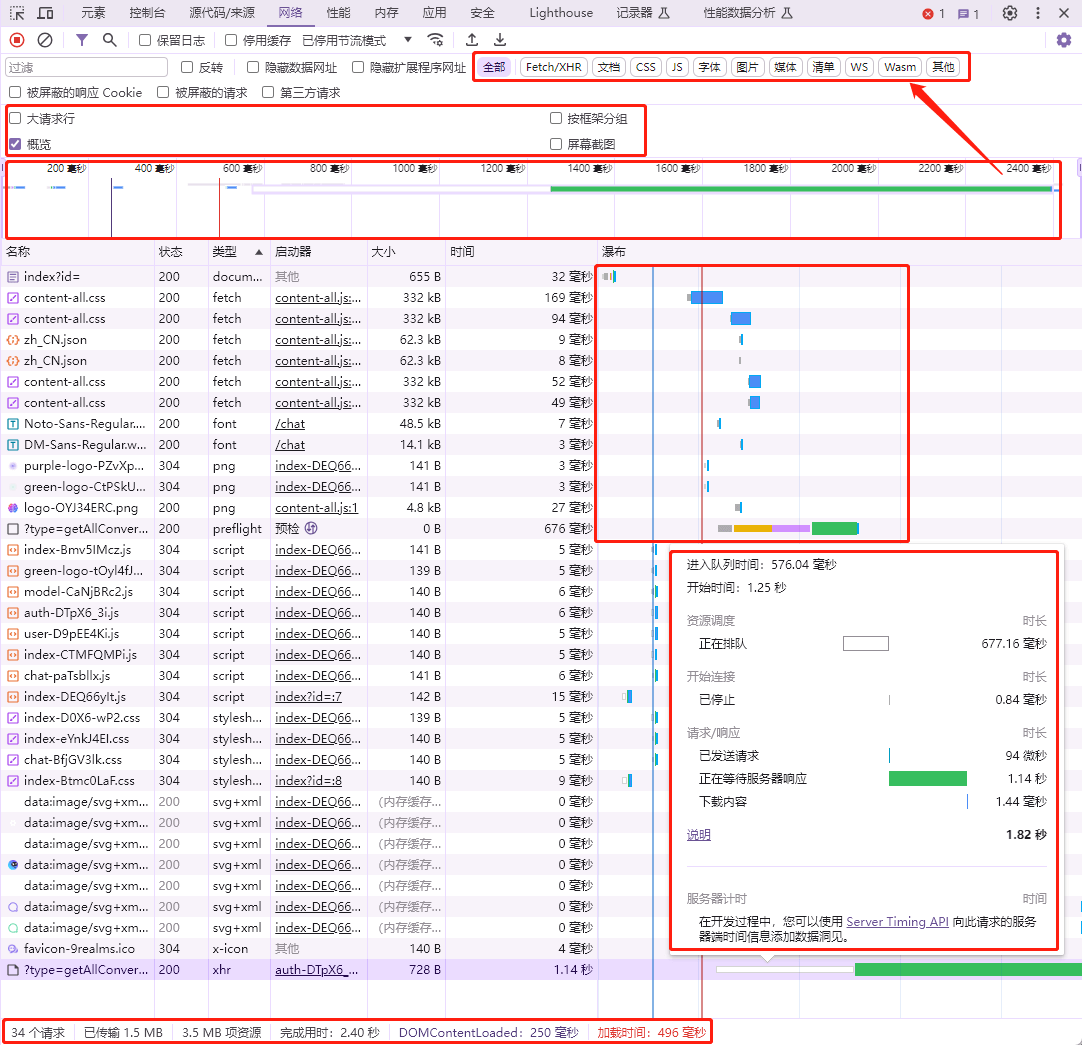 元素 控制台 源代码/来源 网络 性能 内存 应用 安全 Lighthouse 记录器 性能数据分析 1 1
保留日志 停用缓存 已停用节流模式
过滤 反转 隐藏数据网址 隐藏扩展程序网址 全部 Fetch/XHR 文档 CSS JS 字体 图片 媒体 清单 WS Wasm 其他
被屏蔽的响应 Cookie 被屏蔽的请求 第三方请求
大请求行 按框架分组
概览 屏幕截图
200 毫秒 400 毫秒 600 毫秒 800 毫秒 1000 毫秒 1200 毫秒 1400 毫秒 1600 毫秒 1800 毫秒 2000 毫秒 2200 毫秒 2400 毫秒
名称 状态 类型 启动器 大小 时间 瀑布
index?id= 200 docum... 其他 655 B 32 毫秒
content-all.css 200 fetch content-all.js:... 332 kB 169 毫秒
content-all.css 200 fetch content-all.js:... 332 kB 94 毫秒
zh_CN.json 200 fetch content-all.js:... 62.3 kB 9 毫秒
zh_CN.json 200 fetch content-all.js:... 62.3 kB 8 毫秒
content-all.css 200 fetch content-all.js:... 332 kB 52 毫秒
content-all.css 200 fetch content-all.js:... 332 kB 49 毫秒
Noto-Sans-Regular.... 200 font /chat 48.5 kB 7 毫秒
DM-Sans-Regular.w... 200 font /chat 14.1 kB 3 毫秒
purple-logo-PZvXp... 304 png index-DEQ66... 141 B 3 毫秒
green-logo-CtPSkU... 304 png index-DEQ66... 141 B 3 毫秒
logo-OYJ34ERC.png 200 png content-all.js:1 4.8 kB 27 毫秒
?type=getAllConver... 200 preflight 预检 0 B 676 毫秒
index-Bmv5IMcz.js 304 script index-DEQ66... 141 B 5 毫秒
green-logo-tOyl4fJ... 304 script index-DEQ66... 139 B 5 毫秒
model-CaNjBRc2.js 304 script index-DEQ66... 140 B 6 毫秒
auth-DTpX6_3i.js 304 script index-DEQ66... 140 B 6 毫秒
user-D9pEE4Ki.js 304 script index-DEQ66... 140 B 5 毫秒
index-CTMFQMPi.js 304 script index-DEQ66... 140 B 5 毫秒
chat-paTsbllx.js 304 script index-DEQ66... 141 B 6 毫秒
index-DEQ66yIt.js 304 script index?id=:7 142 B 15 毫秒
index-D0X6-wP2.css 304 stylesh... index-DEQ66... 139 B 5 毫秒
index-eYnkJ4EI.css 304 stylesh... index-DEQ66... 140 B 5 毫秒
chat-BfjGV3lk.css 304 stylesh... index-DEQ66... 140 B 5 毫秒
index-Btmc0LaF.css 304 stylesh... index?id=:8 140 B 9 毫秒
data:image/svg+xm... 200 svg+xml index-DEQ66... (内存缓存... 0 毫秒
data:image/svg+xm... 200 svg+xml index-DEQ66... (内存缓存... 0 毫秒
data:image/svg+xm... 200 svg+xml index-DEQ66... (内存缓存... 0 毫秒
data:image/svg+xm... 200 svg+xml index-DEQ66... (内存缓存... 0 毫秒
data:image/svg+xm... 200 svg+xml index-DEQ66... (内存缓存... 0 毫秒
data:image/svg+xm... 200 svg+xml index-DEQ66... (内存缓存... 0 毫秒
data:image/svg+xm... 200 svg+xml index-DEQ66... (内存缓存... 0 毫秒
favicon-9realms.ico 304 x-icon 其他 140 B 4 毫秒
?type=getAllConver... 200 xhr auth-DTpX6_... 728 B 1.14 秒
进入队列时间：576.04 毫秒
开始时间：1.25 秒
资源调度 时长
正在排队 677.16 毫秒
开始连接 时长
已停止 0.84 毫秒
请求/响应 时长
已发送请求 94 微秒
正在等待服务器响应 1.14 秒
下载内容 1.44 毫秒
说明 1.82 秒
服务器计时 时间
在开发过程中，您可以使用 Server Timing API 向此请求的服务
器端时间信息添加数据洞见。
34 个请求 已传输 1.5 MB 3.5 MB 项资源 完成用时：2.40 秒 DOMContentLoaded：250 毫秒 加载时间：496 毫秒